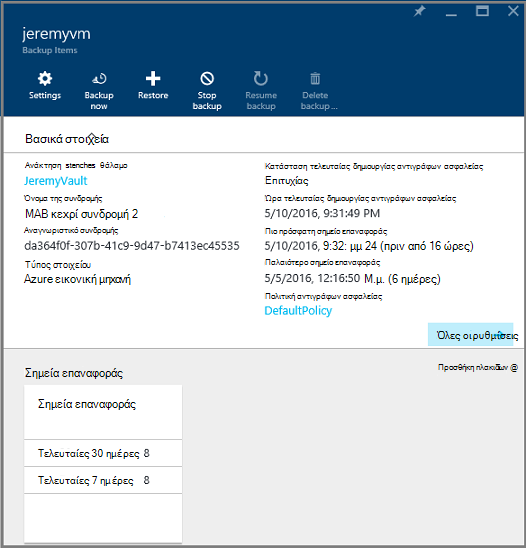 jeremyvm
Backup Items
Settings
Backup now
Restore
Stop backup
Resume backup
Delete backup ...
Βασικά στοιχεία
Ανάκτηση stenches θάλαμο
JeremyVault
Όνομα της συνδρομής
MAB κεχρί συνδρομή 2
Αναγνωριστικό συνδρομής
da364f0f-307b-41c9-9d47-b7413ec45535
Τύπος στοιχείου
Azure εικονική μηχανή
Κατάσταση τελευταίας δημιουργίας αντιγράφων ασφαλείας
Επιτυχίας
Ώρα τελευταίας δημιουργίας αντιγράφων ασφαλείας
5/10/2016, 9:31:49 PM
Πιο πρόσφατη σημείο επαναφοράς
5/10/2016, 9:32: μμ 24 (πριν από 16 ώρες)
Παλαιότερο σημείο επαναφοράς
5/5/2016, 12:16:50 Μ.μ. (6 ημέρες)
Πολιτική αντιγράφων ασφαλείας
DefaultPolicy
Όλες οι ρυθμίσεις
Προσθήκη πλακιδίων @
Σημεία επαναφοράς
Σημεία επαναφοράς
Τελευταίες 30 ημέρες 8
Τελευταίες 7 ημέρες 8